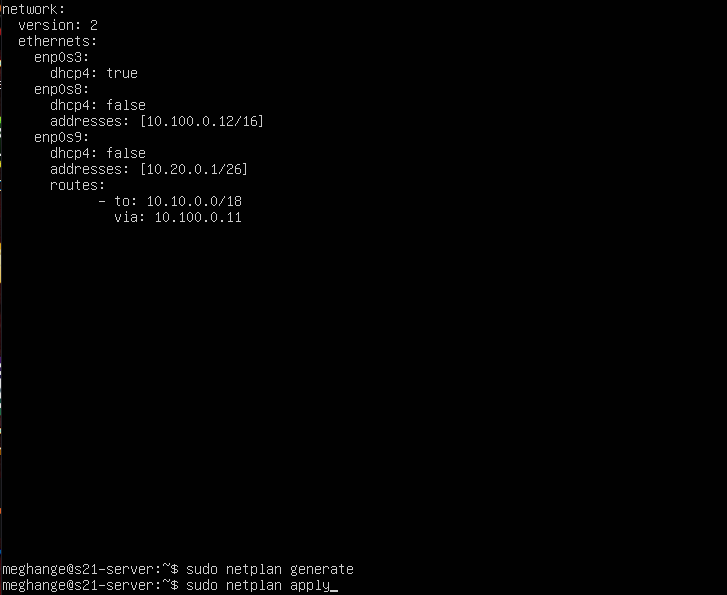 network:
  version: 2
  ethernets:
    enp0s3:
      dhcp4: true
    enp0s8:
      dhcp4: false
      addresses: [10.100.0.12/16]
    enp0s9:
      dhcp4: false
      addresses: [10.20.0.1/26]
      routes:
            - to: 10.10.0.0/18
              via: 10.100.0.11
meghange@s21-server:~$ sudo netplan generate
meghange@s21-server:~$ sudo netplan apply_